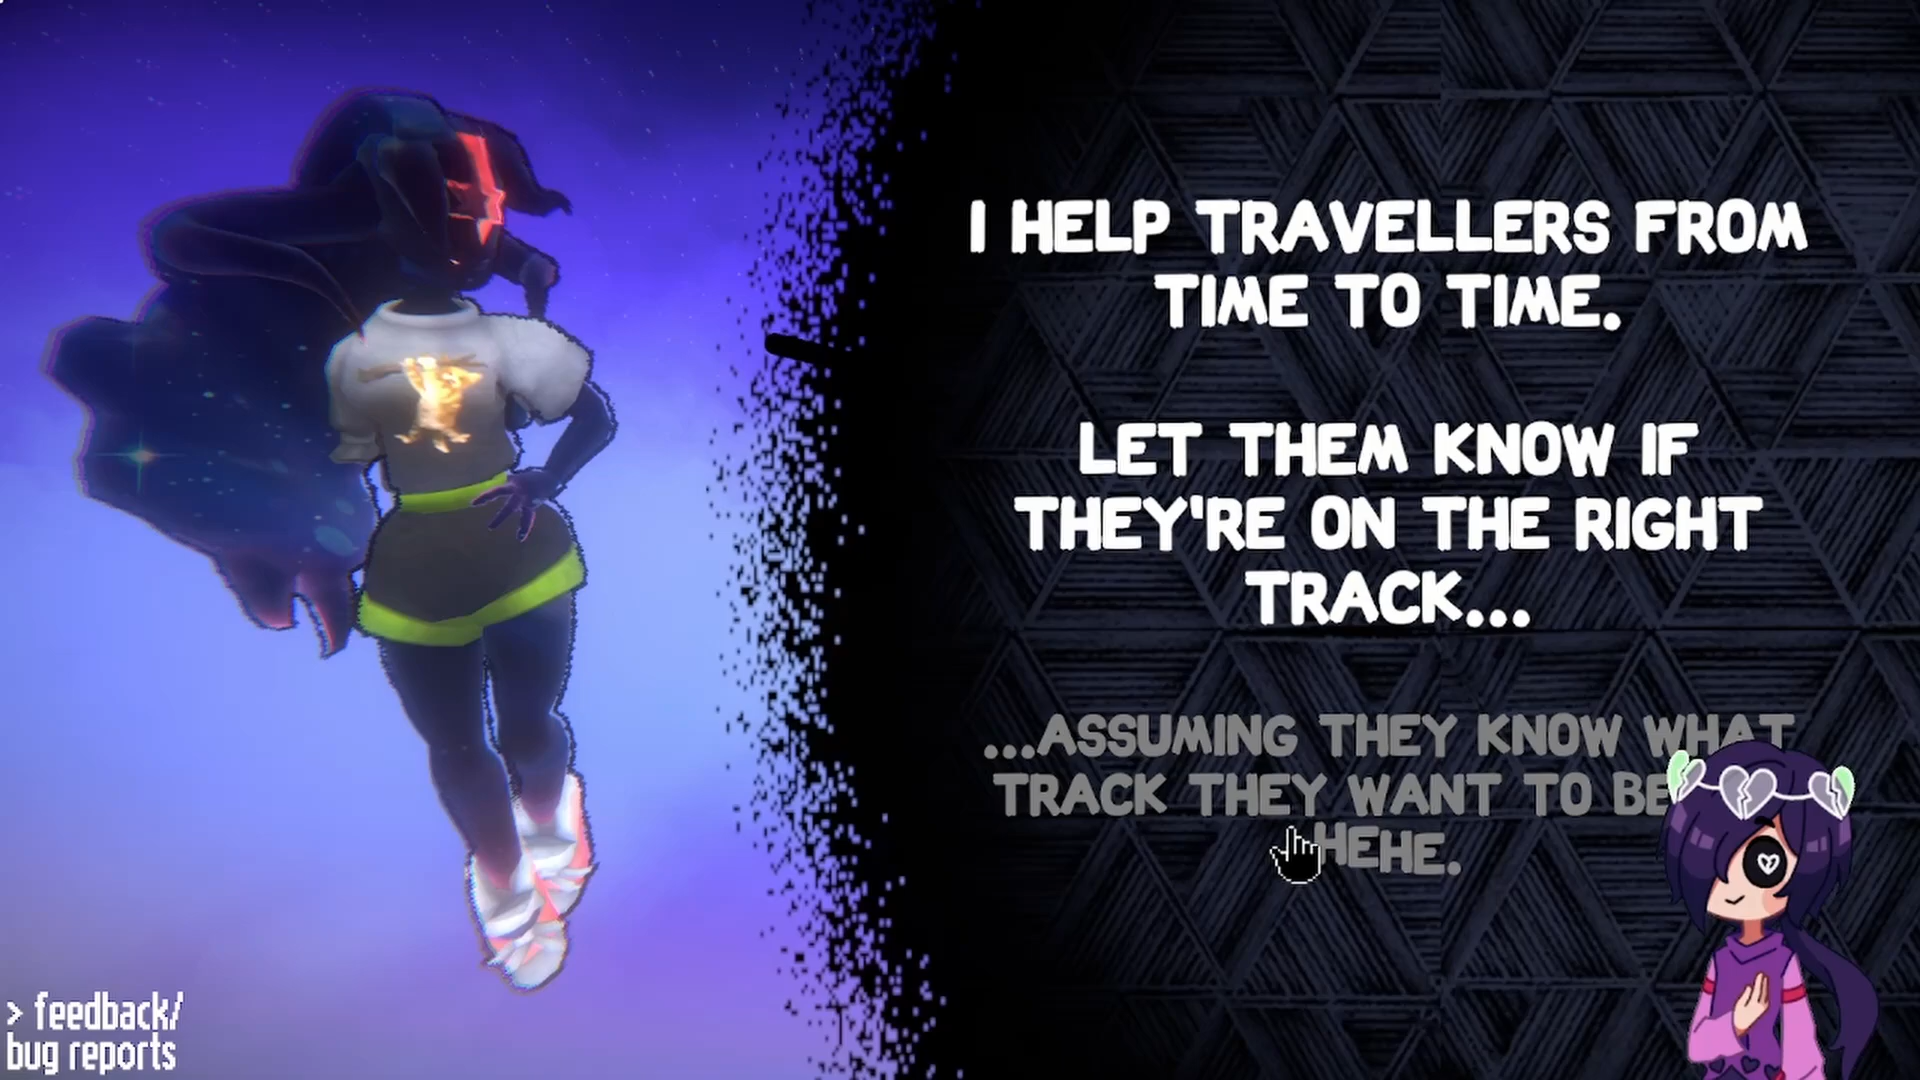 I HELP TRAVELLERS FROM
TIME TO TIME.
LET THEM KNOW IF
THEY'RE ON THE RIGHT
TRACK...
...ASSUMING THEY KNOW WHAT
TRACK THEY WANT TO BE
HEHE.
> feedback/
bug reports